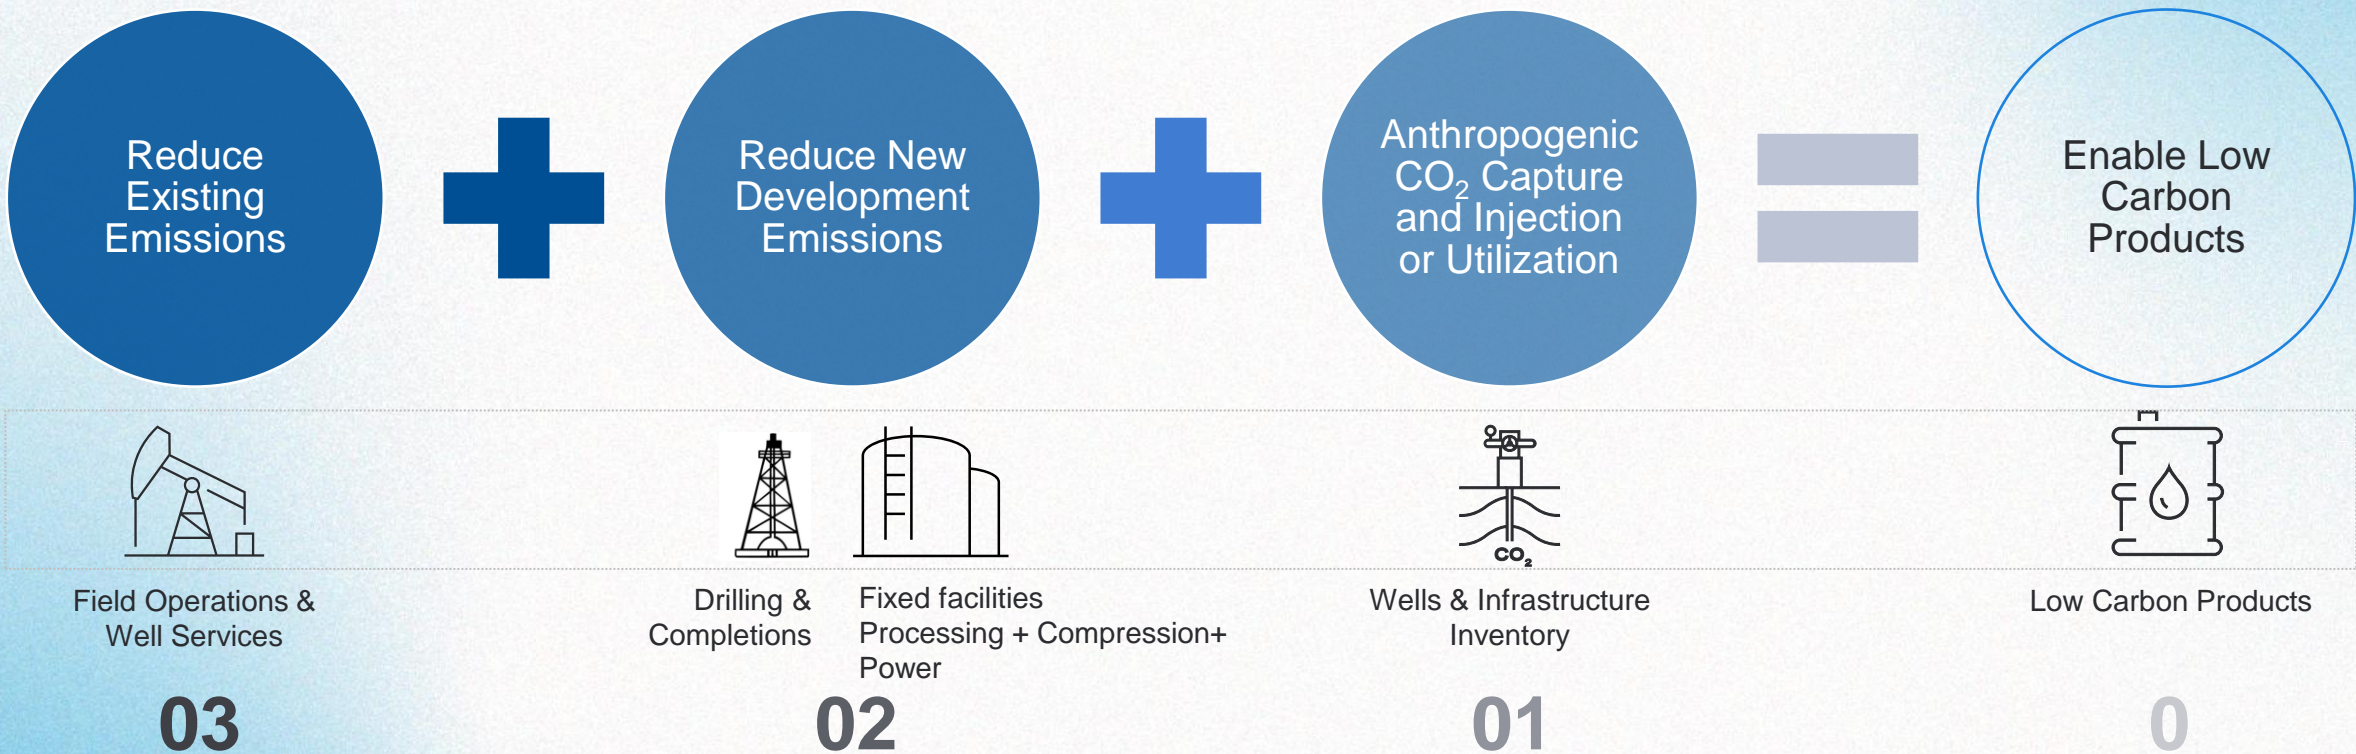 Reduce
Existing
Emissions
Reduce New
Development
Emissions
Anthropogenic
CO₂ Capture
and Injection
or Utilization
Enable Low
Carbon
Products
CO₂
Field Operations &
Well Services
Drilling &
Completions
Fixed facilities
Processing + Compression+
Power
Wells & Infrastructure
Inventory
Low Carbon Products
03
02
01
0